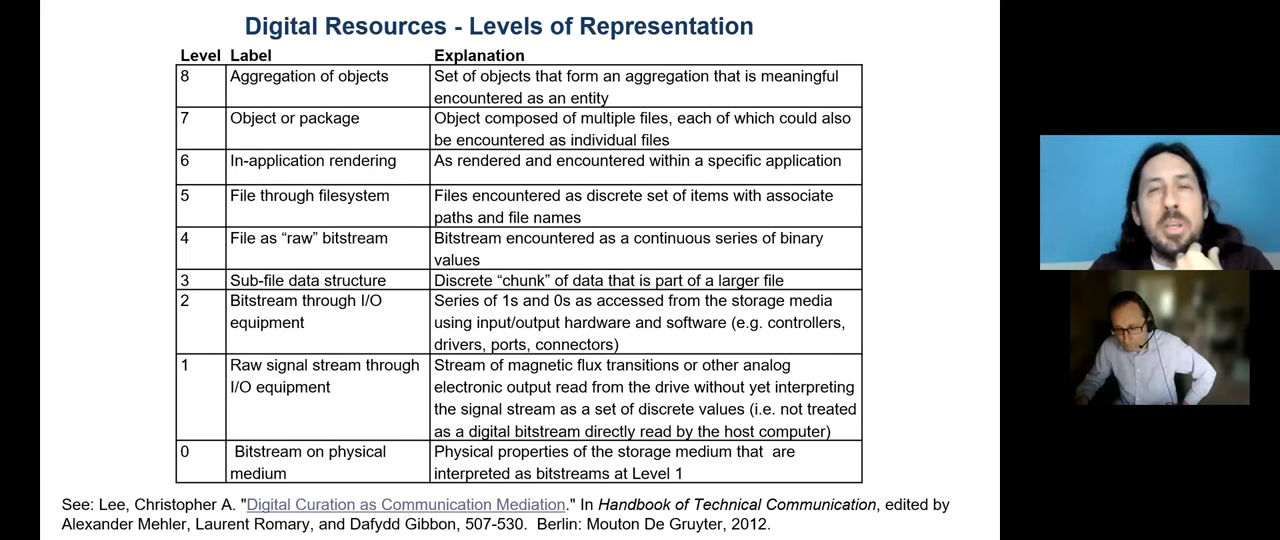 Digital Resources - Levels of Representation
Level Label Explanation
8 Aggregation of objects Set of objects that form an aggregation that is meaningful
encountered as an entity
7 Object or package Object composed of multiple files, each of which could also
be encountered as individual files
6 In-application rendering As rendered and encountered within a specific application
5 File through filesystem Files encountered as discrete set of items with associate
paths and file names
4 File as “raw” bitstream Bitstream encountered as a continuous series of binary
values
3 Sub-file data structure Discrete “chunk” of data that is part of a larger file
2 Bitstream through I/O Series of 1s and 0s as accessed from the storage media
equipment using input/output hardware and software (e.g. controllers,
drivers, ports, connectors)
1 Raw signal stream through Stream of magnetic flux transitions or other analog
I/O equipment electronic output read from the drive without yet interpreting
the signal stream as a set of discrete values (i.e. not treated
as a digital bitstream directly read by the host computer)
0 Bitstream on physical Physical properties of the storage medium that are
medium interpreted as bitstreams at Level 1
See: Lee, Christopher A. "Digital Curation as Communication Mediation." In Handbook of Technical Communication, edited by
Alexander Mehler, Laurent Romary, and Dafydd Gibbon, 507-530. Berlin: Mouton De Gruyter, 2012.